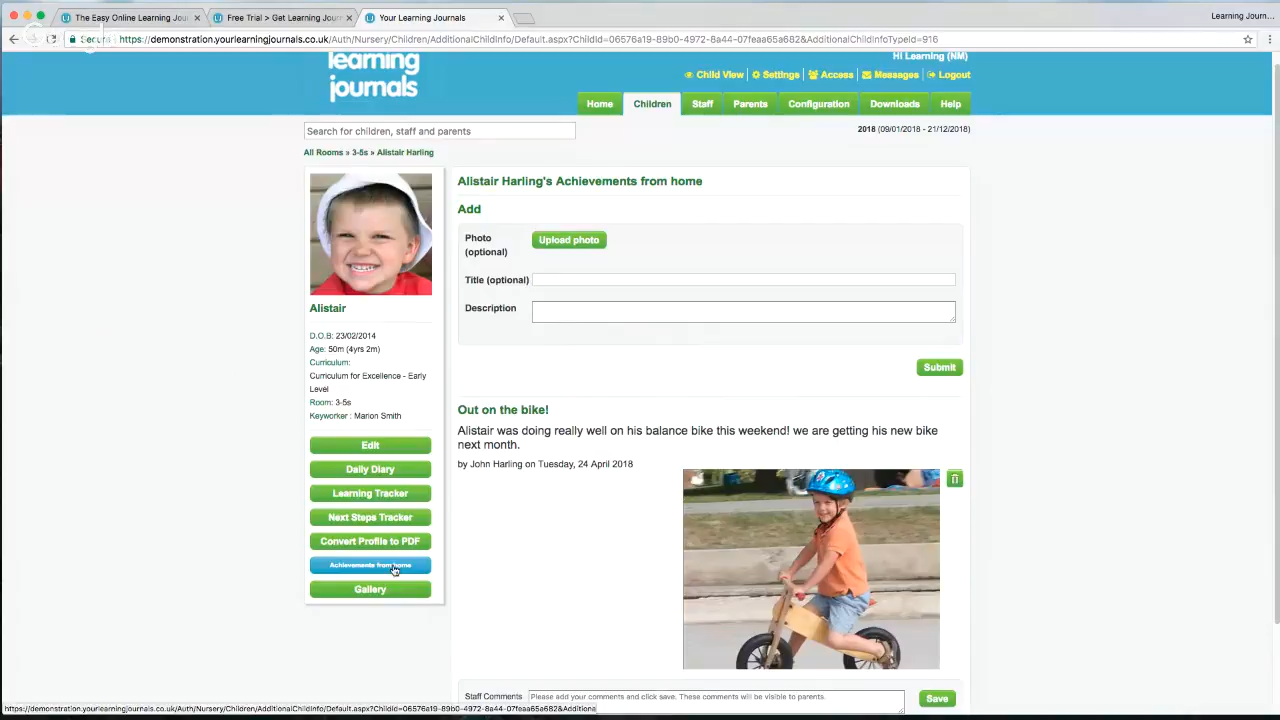 The Easy Online Learning Jou
Free Trial > Get Learning Jour
Your Learning Journals
Learning Journ...
https://demonstration.yourlearningjournals.co.uk/Auth/Nursery/Children/AdditionalChildInfo/Default.aspx?ChildId=06576a19-89b0-4972-8a44-07feaa65a682&AdditionalChildInfoTypeId=916
learning
journals
Hi Learning (NM)
Child View | Settings | Access | Messages | Logout
Home Children Staff Parents Configuration Downloads Help
Search for children, staff and parents
2018 (09/01/2018 - 21/12/2018)
All Rooms » 3-5s » Alistair Harling
Alistair
D.O.B: 23/02/2014
Age: 50m (4yrs 2m)
Curriculum:
Curriculum for Excellence - Early
Level
Room: 3-5s
Keyworker : Marion Smith
Edit
Daily Diary
Learning Tracker
Next Steps Tracker
Convert Profile to PDF
Achievements from home
Gallery
Alistair Harling's Achievements from home
Add
Photo
(optional)
Upload photo
Title (optional)
Description
Submit
Out on the bike!
Alistair was doing really well on his balance bike this weekend! we are getting his new bike
next month.
by John Harling on Tuesday, 24 April 2018
Staff Comments
Please add your comments and click save. These comments will be visible to parents.
Save
https://demonstration.yourlearningjournals.co.uk/Auth/Nursery/Children/AdditionalChildInfo/Default.aspx?ChildId=06576a19-89b0-4972-8a44-07feaa65a682&Additiona